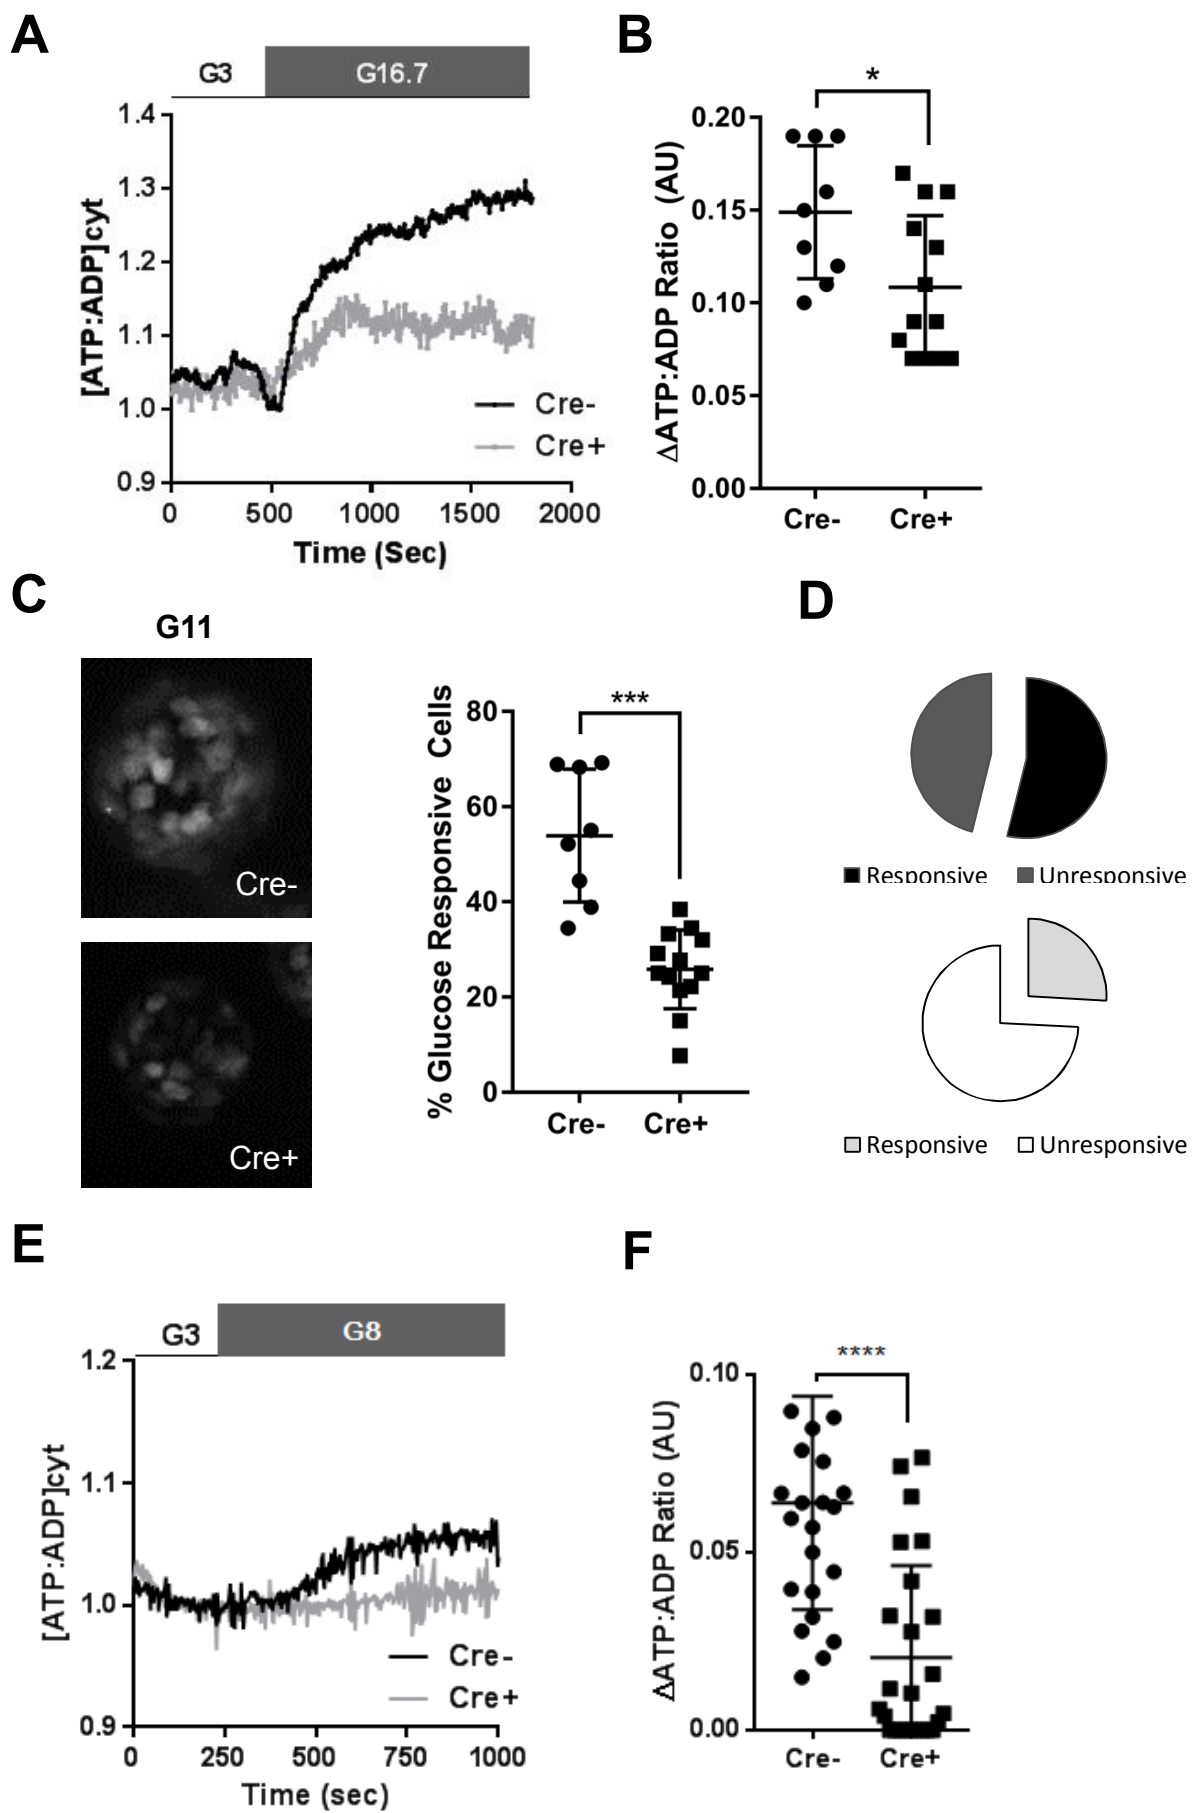 A
G3
G16.7
1.4
1.3
1.2
1.1
1.0
0.9
[ATP:ADP]cyt
Cre-
Cre+
0
500
1000
1500
2000
Time (Sec)
B
*
0.20
0.15
0.10
0.05
0.00
ΔATP:ADP Ratio (AU)
Cre-
Cre+
C
G11
Cre-
Cre+
% Glucose Responsive Cells
***
80
60
40
20
0
Cre-
Cre+
D
Responsive
Unresponsive
Responsive
Unresponsive
E
G3
G8
1.2
1.1
1.0
0.9
[ATP:ADP]cyt
Cre-
Cre+
0
250
500
750
1000
Time (sec)
F
****
0.10
0.05
0.00
ΔATP:ADP Ratio (AU)
Cre-
Cre+